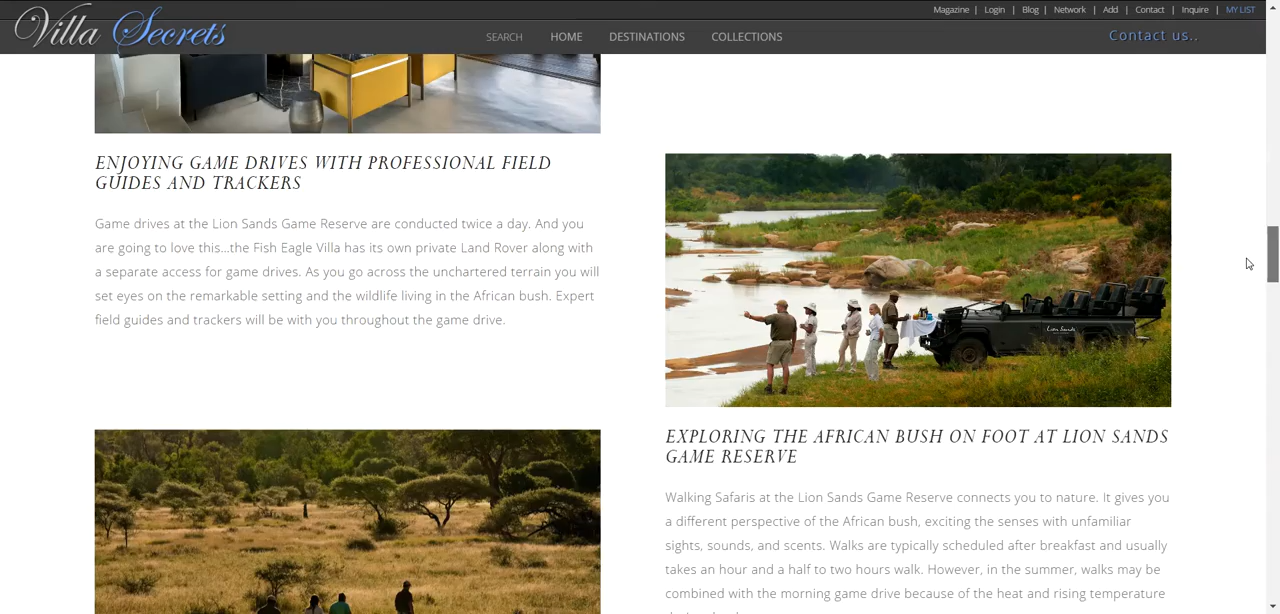 Villa Secrets
Magazine | Login | Blog | Network | Add | Contact | Inquire | MY LIST
SEARCH HOME DESTINATIONS COLLECTIONS
Contact us..
ENJOYING GAME DRIVES WITH PROFESSIONAL FIELD
GUIDES AND TRACKERS
Game drives at the Lion Sands Game Reserve are conducted twice a day. And you
are going to love this...the Fish Eagle Villa has its own private Land Rover along with
a separate access for game drives. As you go across the unchartered terrain you will
set eyes on the remarkable setting and the wildlife living in the African bush. Expert
field guides and trackers will be with you throughout the game drive.
Lion Sands
EXPLORING THE AFRICAN BUSH ON FOOT AT LION SANDS
GAME RESERVE
Walking Safaris at the Lion Sands Game Reserve connects you to nature. It gives you
a different perspective of the African bush, exciting the senses with unfamiliar
sights, sounds, and scents. Walks are typically scheduled after breakfast and usually
takes an hour and a half to two hours walk. However, in the summer, walks may be
combined with the morning game drive because of the heat and rising temperature